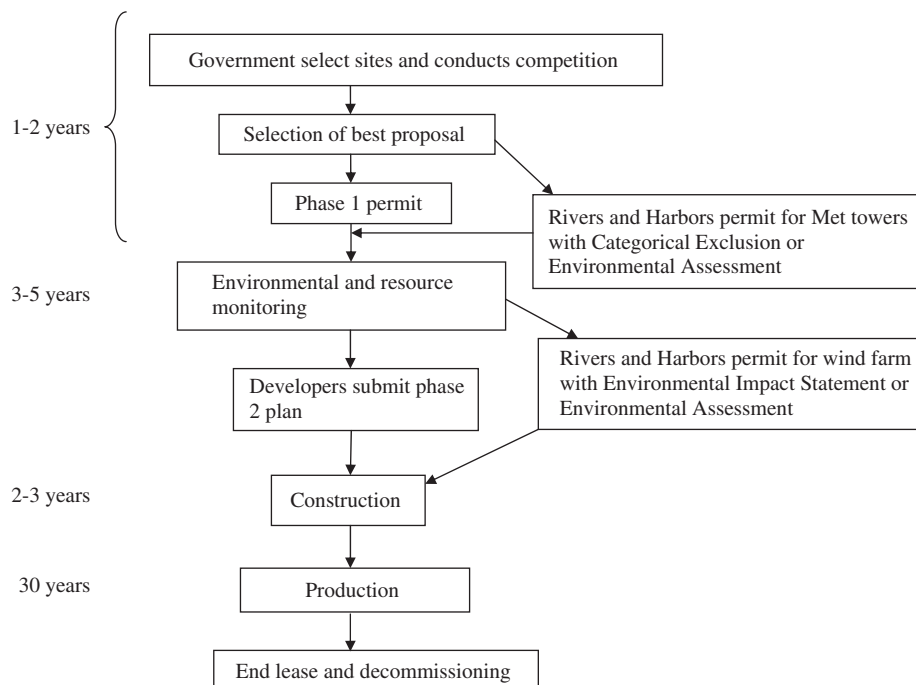 Government select sites and conducts competition
1-2 years
Selection of best proposal
Phase 1 permit
Rivers and Harbors permit for Met towers
with Categorical Exclusion or
Environmental Assessment
3-5 years
Environmental and resource
monitoring
Rivers and Harbors permit for wind farm
with Environmental Impact Statement or
Environmental Assessment
Developers submit phase
2 plan
2-3 years
Construction
30 years
Production
End lease and decommissioning